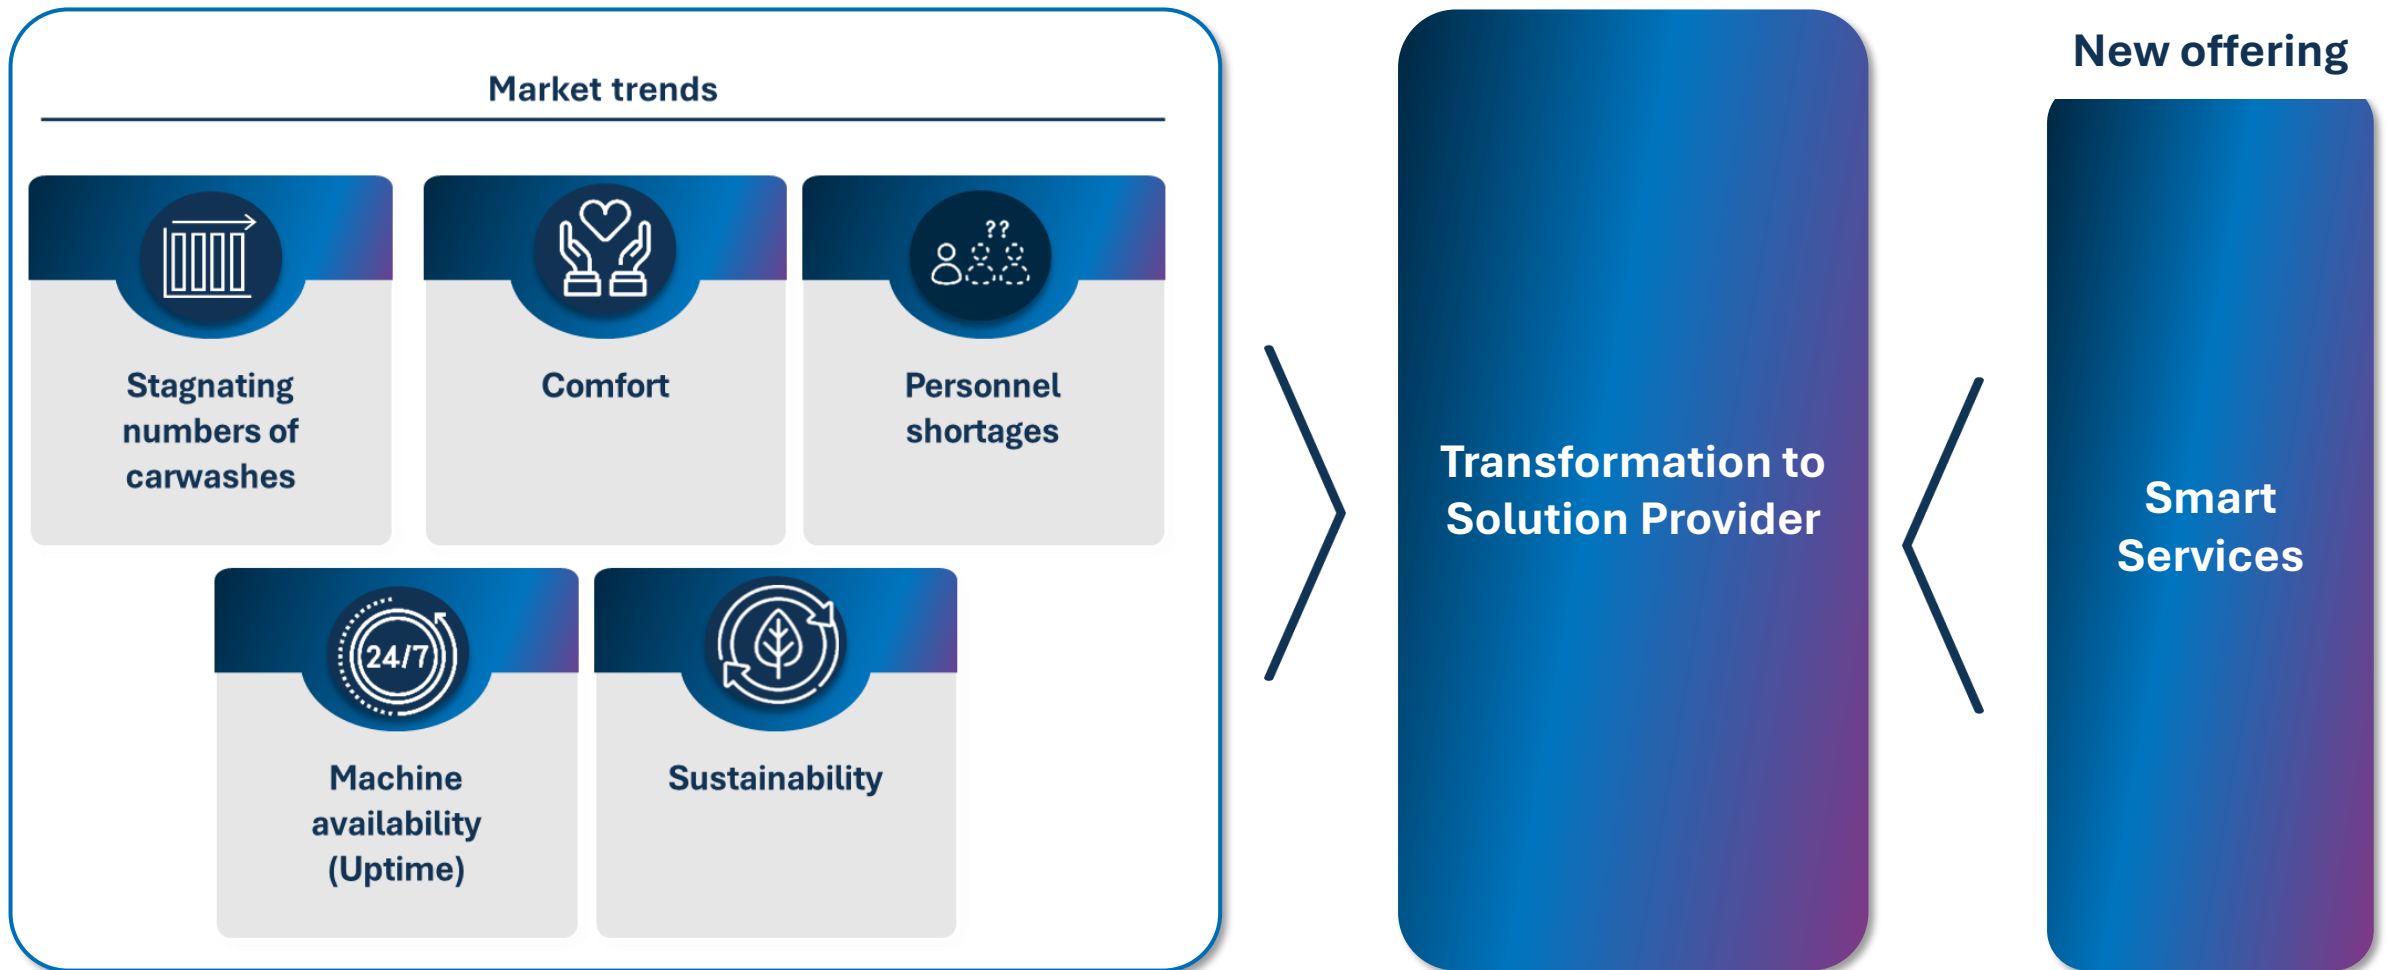 Market trends
??
Stagnating
numbers of
carwashes
Comfort
Personnel
shortages
24/7
Machine
availability
(Uptime)
Sustainability
Transformation to
Solution Provider
New offering
Smart
Services